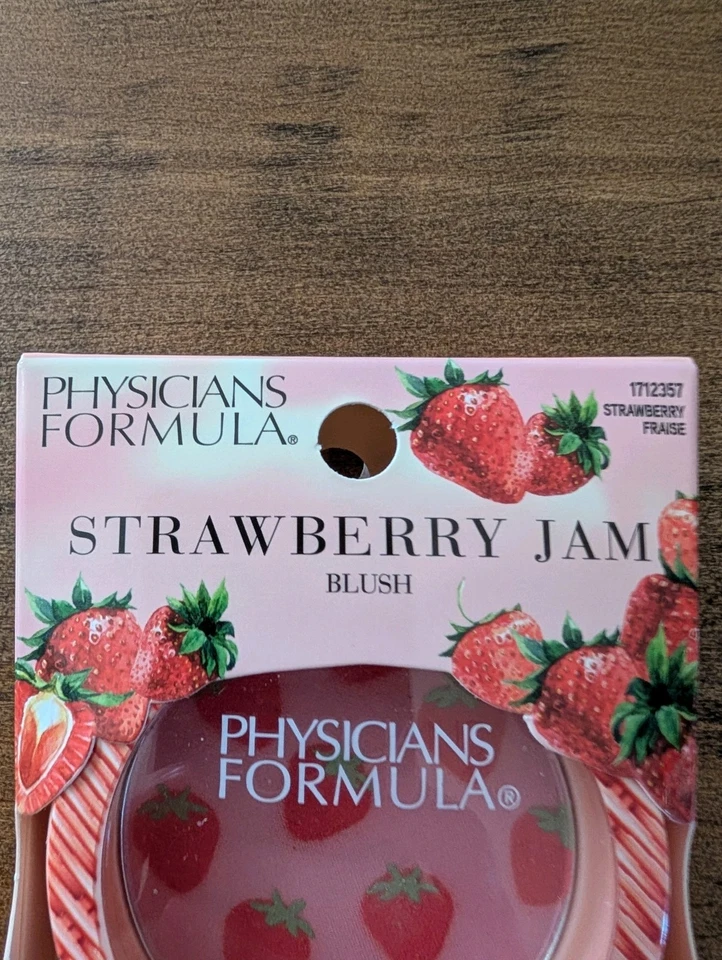 PHYSICIANS
FORMULA®
1712357
STRAWBERRY
FRAISE
STRAWBERRY JAM
BLUSH
PHYSICIANS
FORMULA®